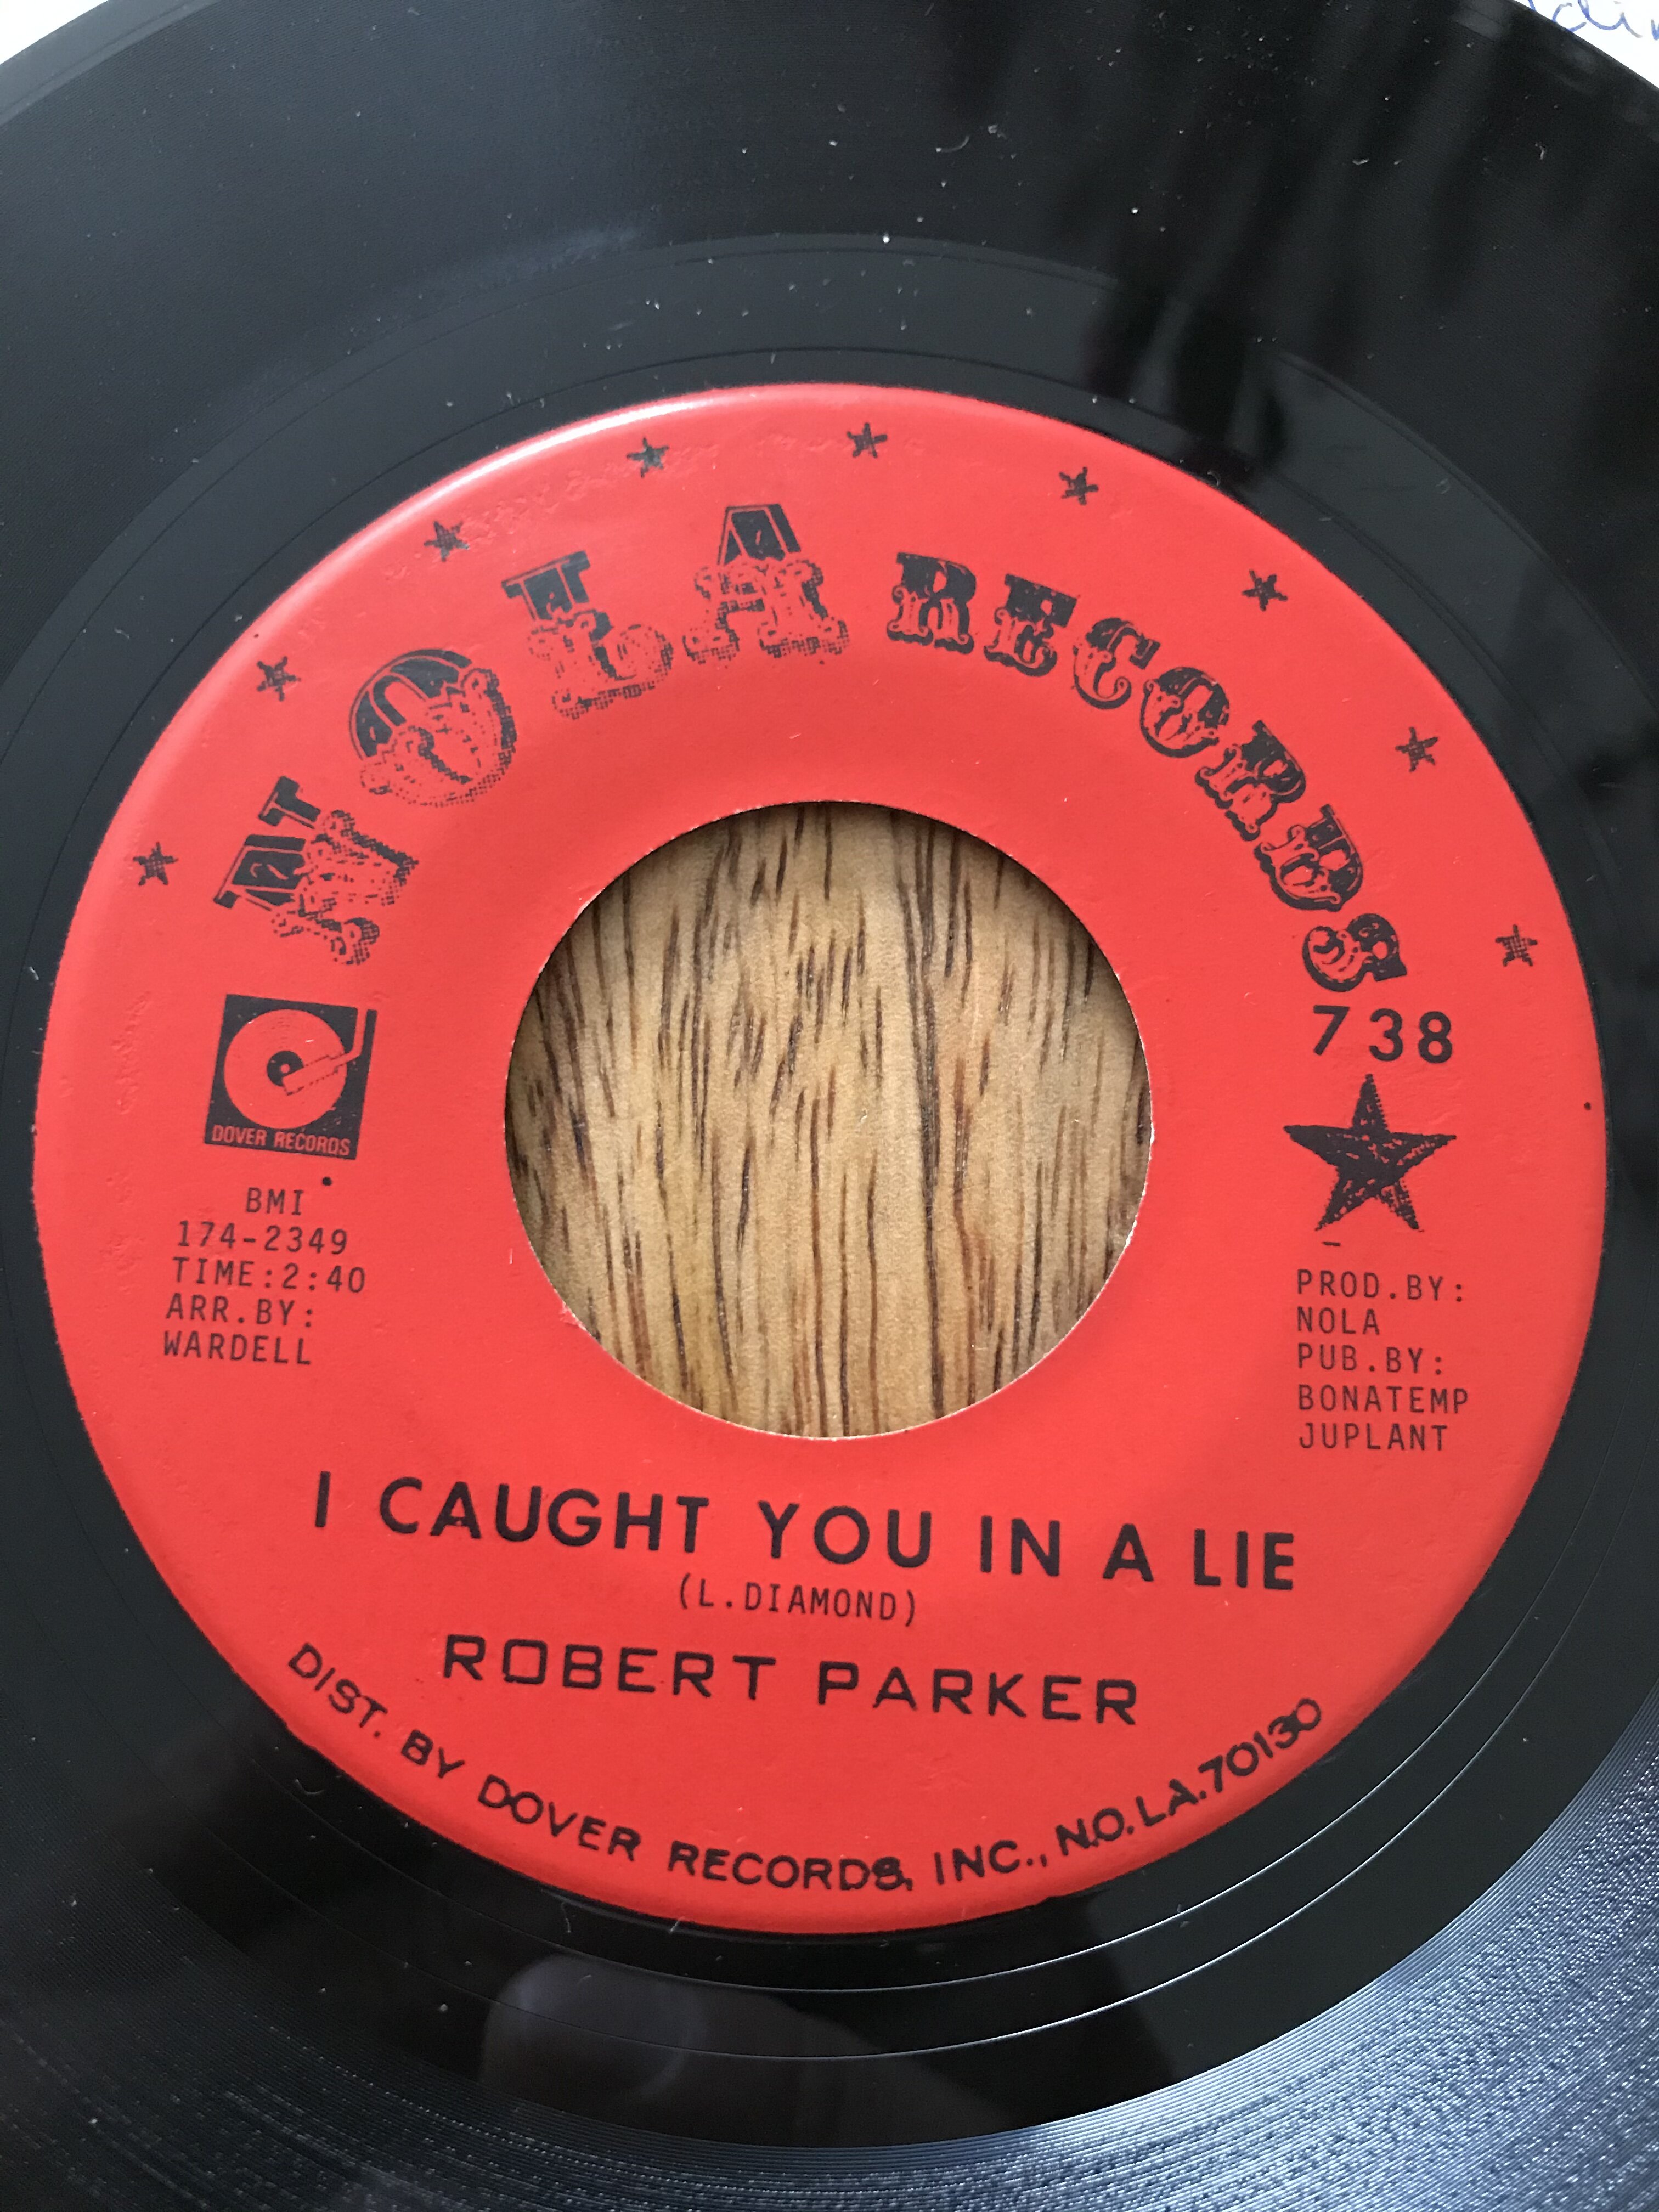 NOLA RECORDS
738
DOVER RECORDS
BMI
174-2349
TIME:2:40
ARR.BY:
WARDELL
PROD.BY:
NOLA
PUB.BY:
BONATEMP
JUPLANT
I CAUGHT YOU IN A LIE
(L.DIAMOND)
ROBERT PARKER
DIST. BY DOVER RECORDS, INC., N.O. LA. 70130